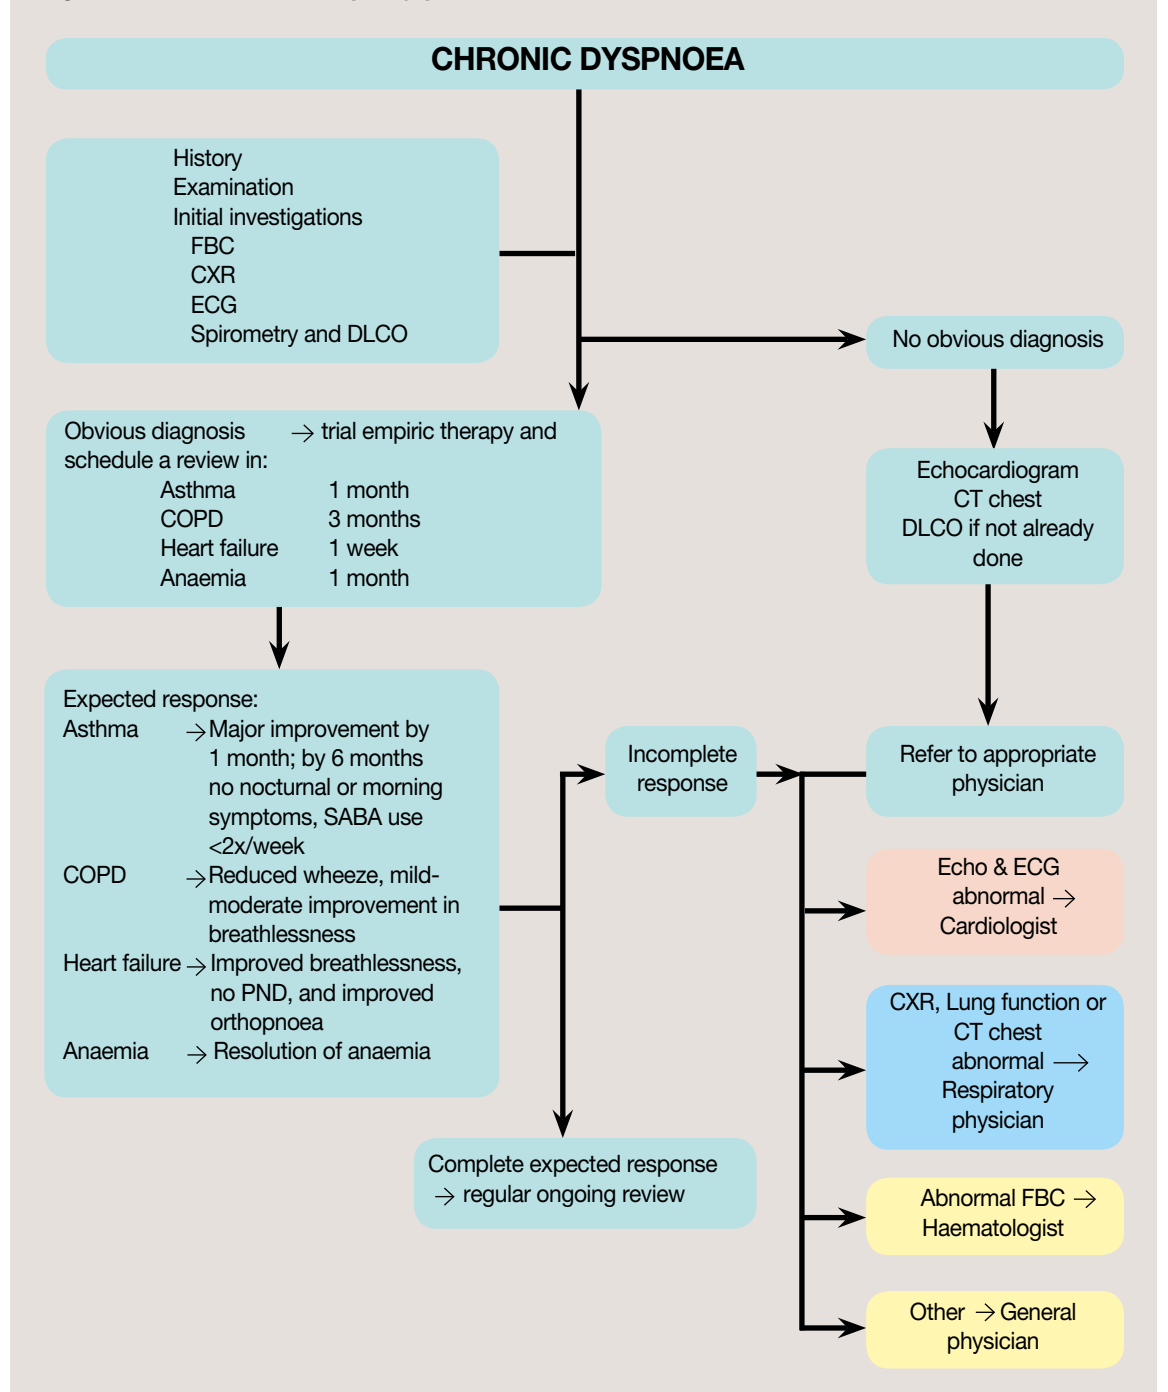 CHRONIC DYSPNOEA
History
Examination
Initial investigations
FBC
CXR
ECG
Spirometry and DLCO
No obvious diagnosis
Obvious diagnosis → trial empiric therapy and
schedule a review in:
Asthma 1 month
COPD 3 months
Heart failure 1 week
Anaemia 1 month
Echocardiogram
CT chest
DLCO if not already
done
Expected response:
Asthma → Major improvement by
1 month; by 6 months
no nocturnal or morning
symptoms, SABA use
<2x/week
COPD → Reduced wheeze, mild-
moderate improvement in
breathlessness
Heart failure → Improved breathlessness,
no PND, and improved
orthopnoea
Anaemia → Resolution of anaemia
Incomplete
response
Refer to appropriate
physician
Echo & ECG
abnormal →
Cardiologist
CXR, Lung function or
CT chest
abnormal →
Respiratory
physician
Complete expected response
→ regular ongoing review
Abnormal FBC →
Haematologist
Other → General
physician